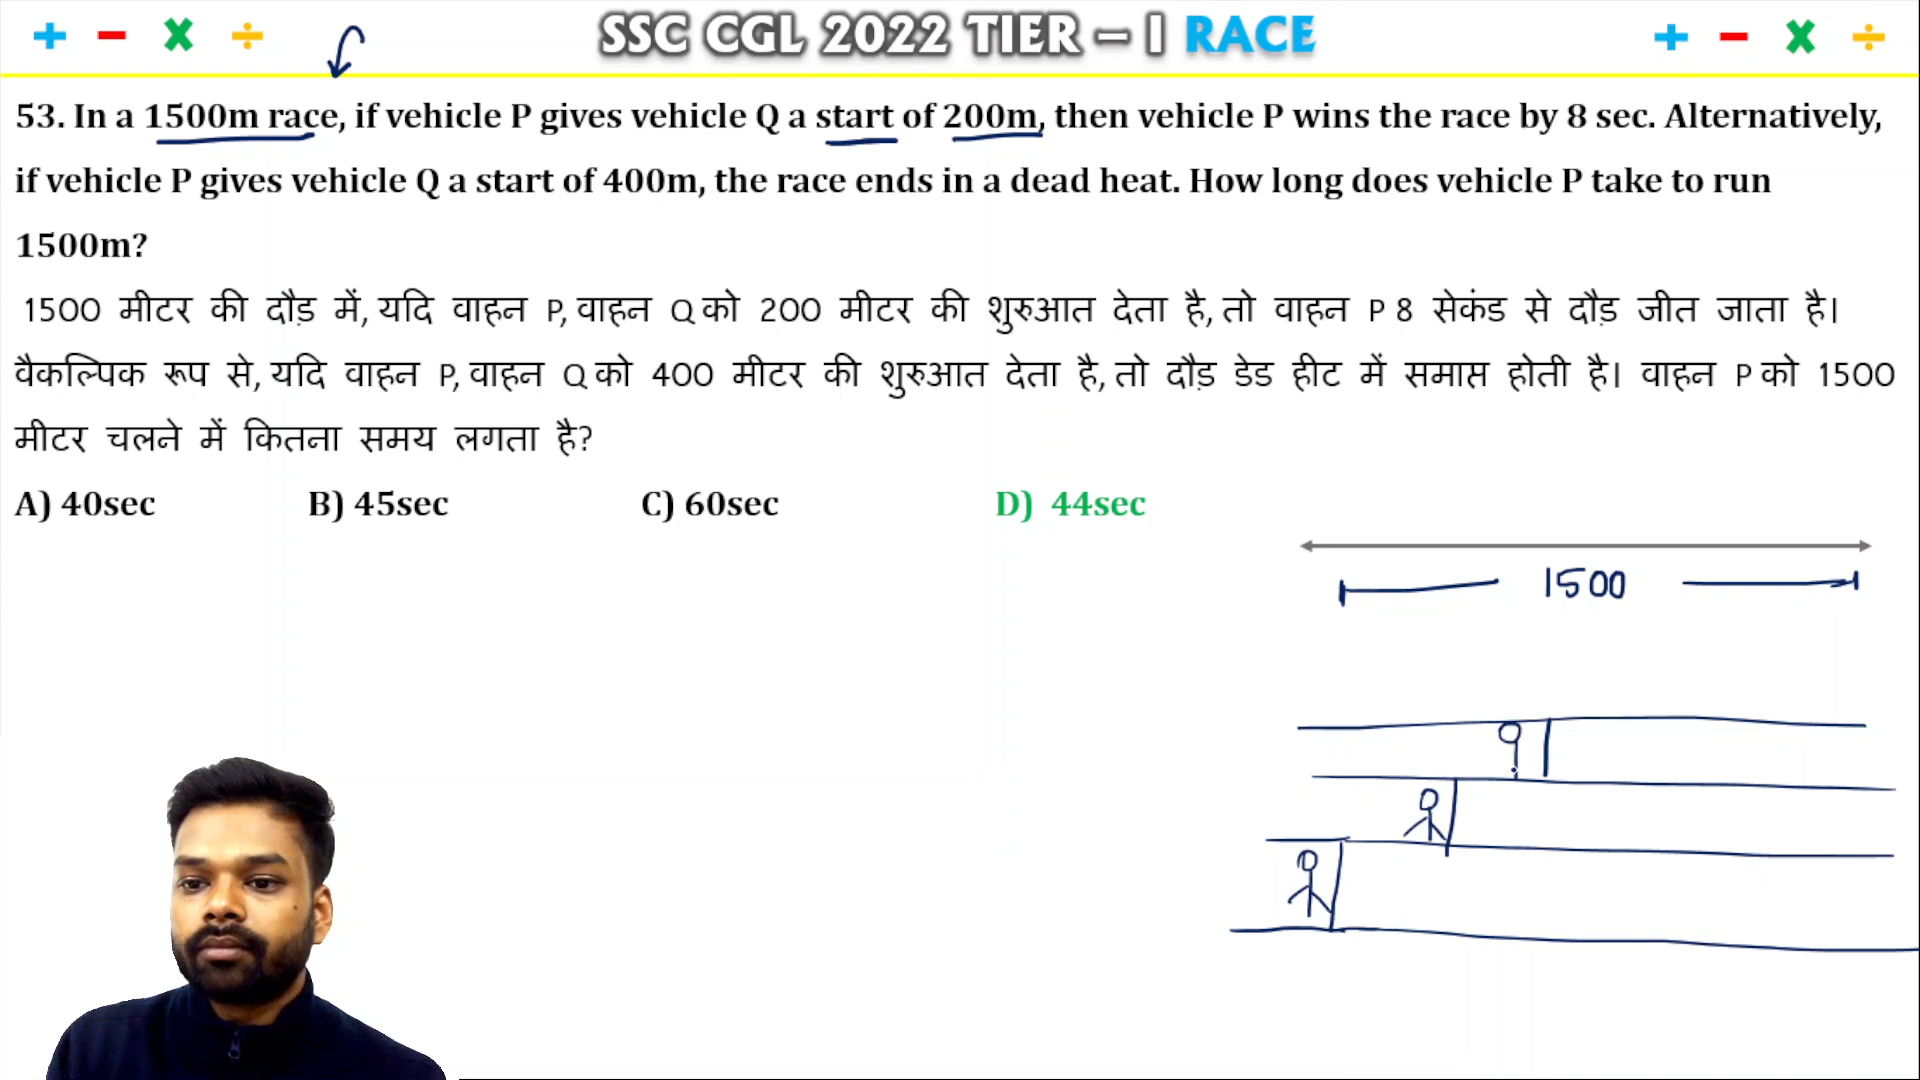 + − × ÷ SSC CGL 2022 TIER – I RACE + − × ÷
53. In a 1500m race, if vehicle P gives vehicle Q a start of 200m, then vehicle P wins the race by 8 sec. Alternatively,
if vehicle P gives vehicle Q a start of 400m, the race ends in a dead heat. How long does vehicle P take to run
1500m?
1500 मीटर की दौड़ में, यदि वाहन P, वाहन Q को 200 मीटर की शुरुआत देता है, तो वाहन P 8 सेकंड से दौड़ जीत जाता है।
वैकल्पिक रूप से, यदि वाहन P, वाहन Q को 400 मीटर की शुरुआत देता है, तो दौड़ डेड हीट में समाप्त होती है। वाहन P को 1500
मीटर चलने में कितना समय लगता है?
A) 40sec B) 45sec C) 60sec D) 44sec
1500